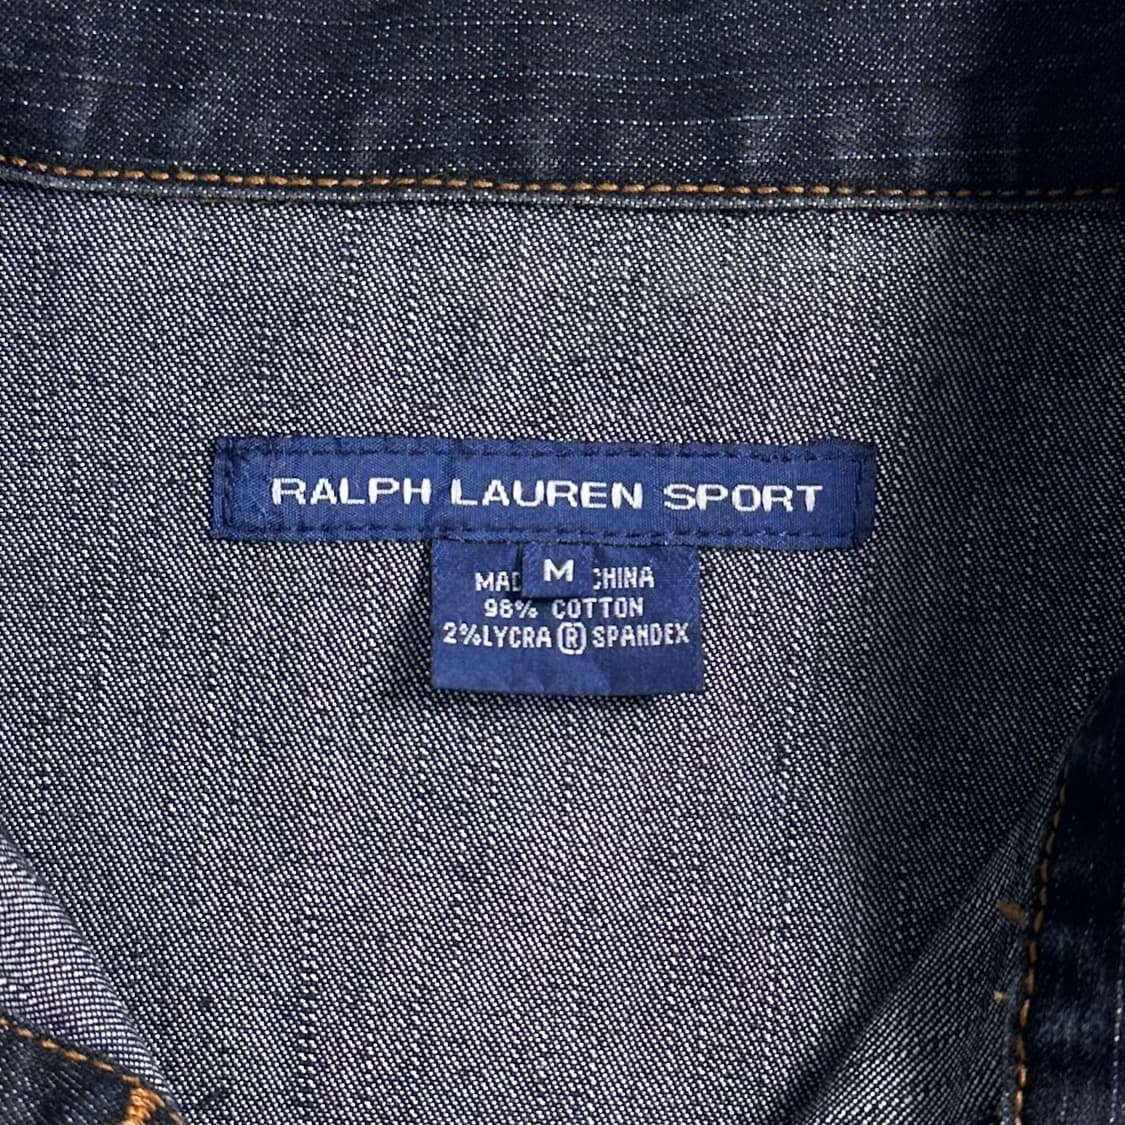 RALPH LAUREN SPORT
M
MAD CHINA
98% COTTON
2%LYCRA ® SPANDEX